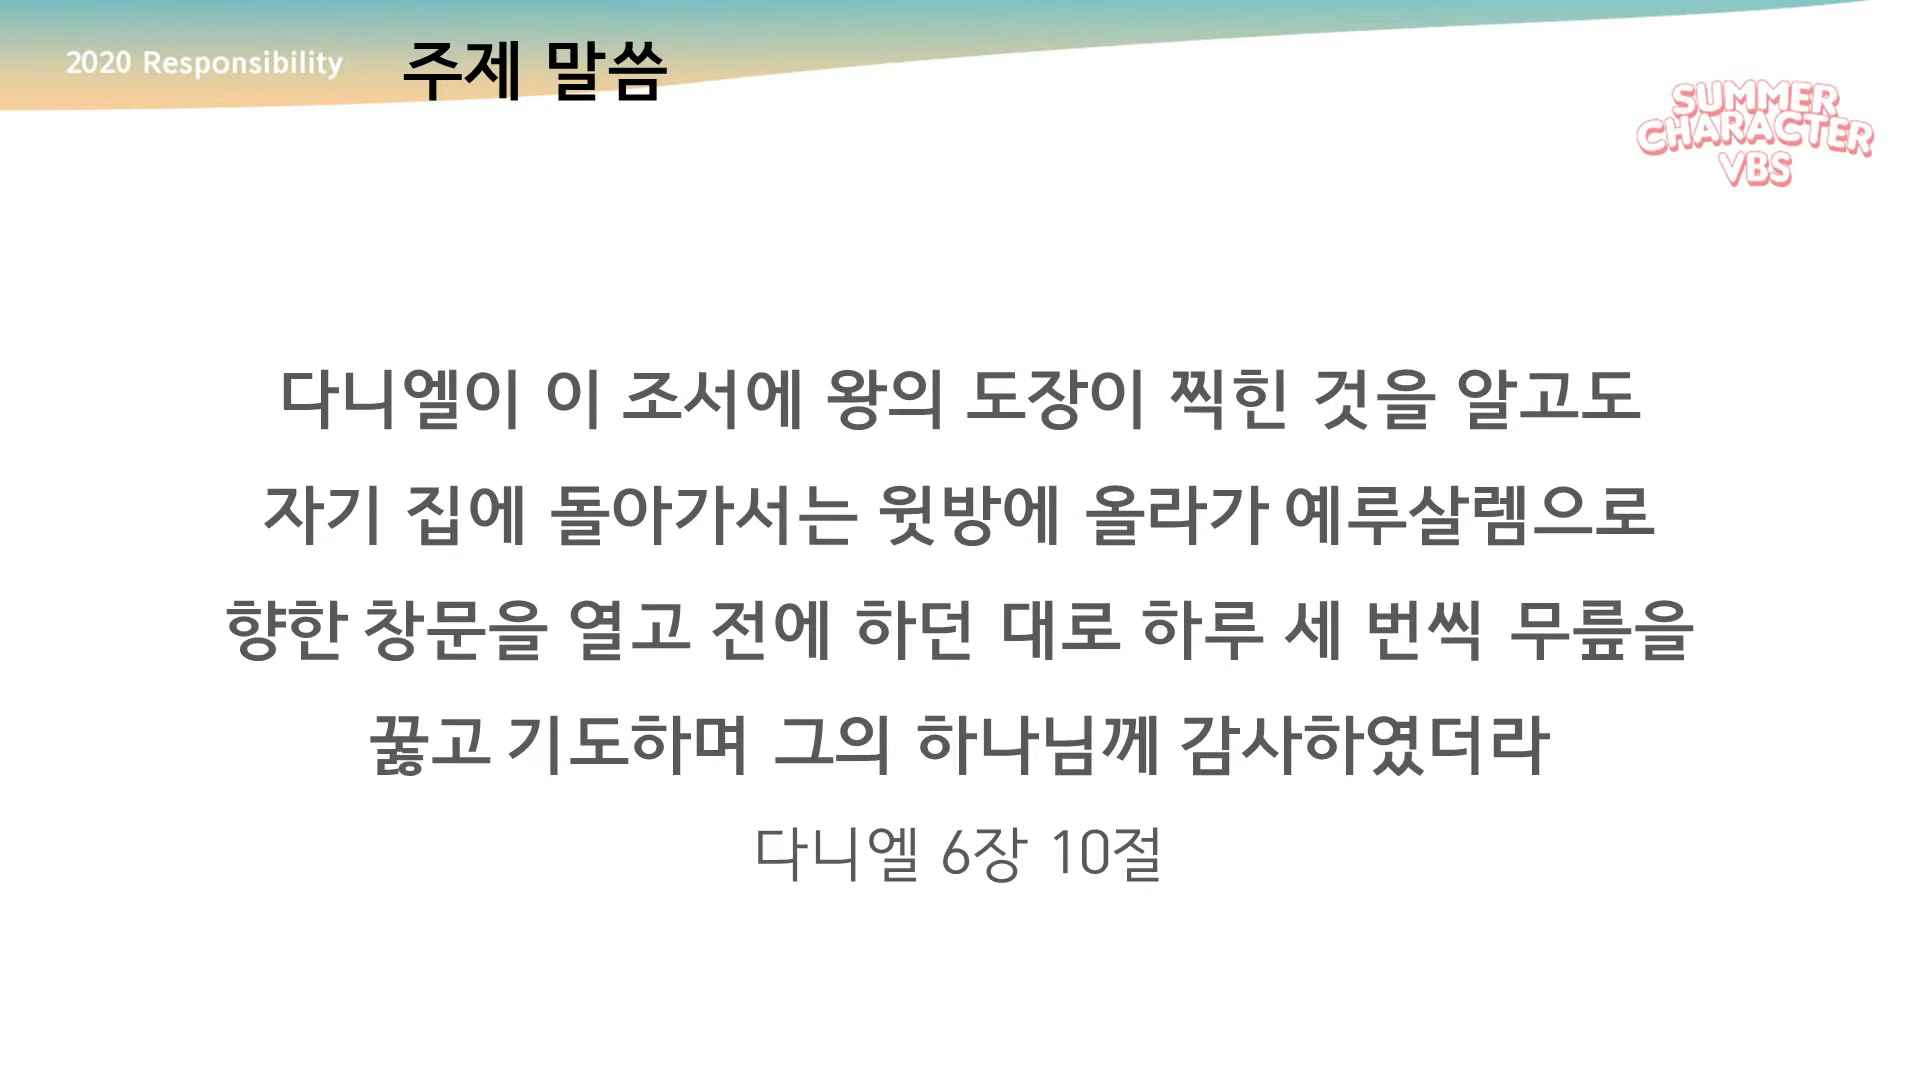 2020 Responsibility
주제 말씀
SUMMER
CHARACTER
VBS
다니엘이 이 조서에 왕의 도장이 찍힌 것을 알고도
자기 집에 돌아가서는 윗방에 올라가 예루살렘으로
향한 창문을 열고 전에 하던 대로 하루 세 번씩 무릎을
꿇고 기도하며 그의 하나님께 감사하였더라
다니엘 6장 10절